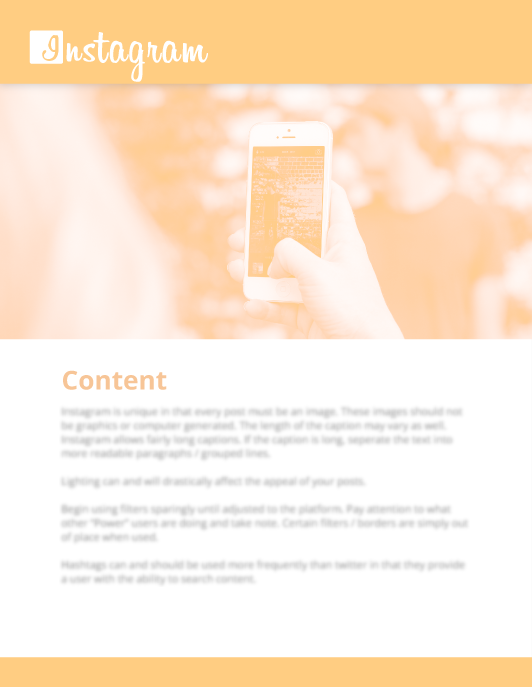 Instagram
Content
Instagram is unique in that every post must be an image. These images should not
be graphics or computer generated. The length of the caption may vary as well.
Instagram allows fairly long captions. If the caption is long, seperate the text into
more readable paragraphs / grouped lines.
Lighting can and will drastically affect the appeal of your posts.
Begin using filters sparingly until adjusted to the platform. Pay attention to what
other "Power" users are doing and take note. Certain filters / borders are simply out
of place when used.
Hashtags can and should be used more frequently than twitter in that they provide
a user with the ability to search content.